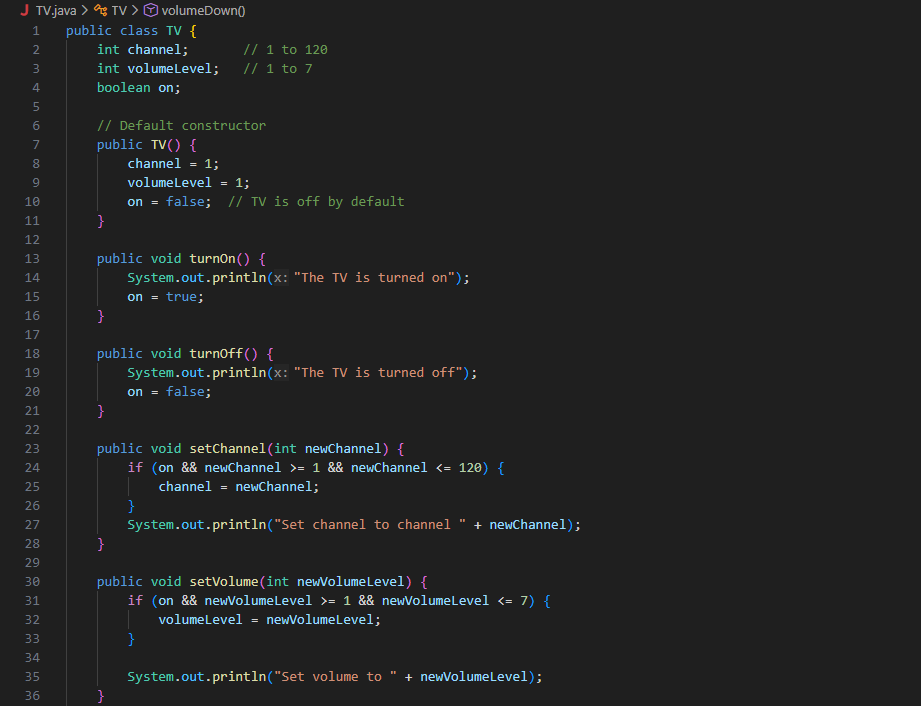 TV.java > TV > volumeDown()
1 public class TV {
2     int channel;       // 1 to 120
3     int volumeLevel;   // 1 to 7
4     boolean on;
5
6     // Default constructor
7     public TV() {
8         channel = 1;
9         volumeLevel = 1;
10         on = false;  // TV is off by default
11     }
12
13     public void turnOn() {
14         System.out.println(x: "The TV is turned on");
15         on = true;
16     }
17
18     public void turnOff() {
19         System.out.println(x: "The TV is turned off");
20         on = false;
21     }
22
23     public void setChannel(int newChannel) {
24         if (on && newChannel >= 1 && newChannel <= 120) {
25             channel = newChannel;
26         }
27         System.out.println("Set channel to channel " + newChannel);
28     }
29
30     public void setVolume(int newVolumeLevel) {
31         if (on && newVolumeLevel >= 1 && newVolumeLevel <= 7) {
32             volumeLevel = newVolumeLevel;
33         }
34
35         System.out.println("Set volume to " + newVolumeLevel);
36     }